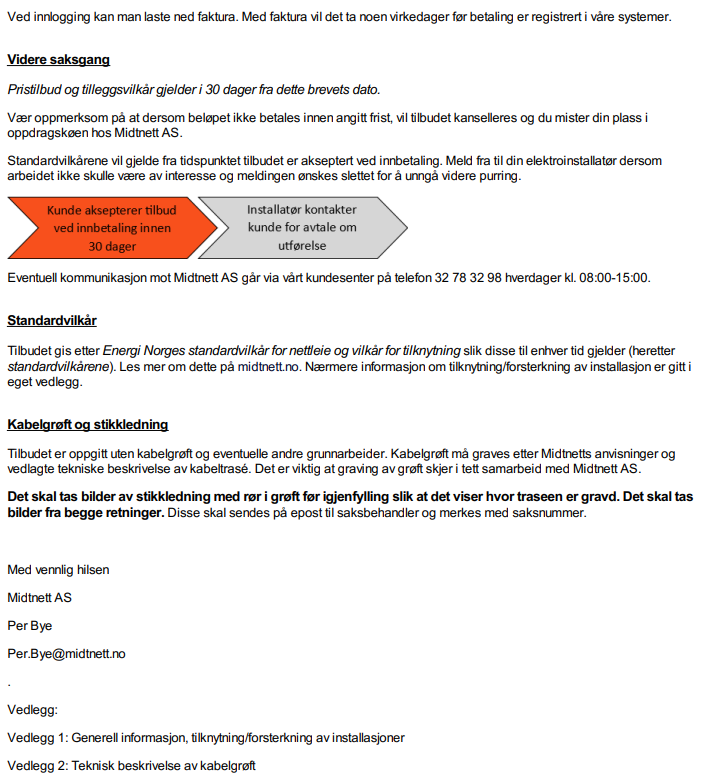 Ved innlogging kan man laste ned faktura. Med faktura vil det ta noen virkedager før betaling er registrert i våre systemer.
Videre saksgang
Pristilbud og tilleggsvilkår gjelder i 30 dager fra dette brevets dato.
Vær oppmerksom på at dersom beløpet ikke betales innen angitt frist, vil tilbudet kanselleres og du mister din plass i
oppdragskøen hos Midtnett AS.
Standardvilkårene vil gjelde fra tidspunktet tilbudet er akseptert ved innbetaling. Meld fra til din elektroinstallatør dersom
arbeidet ikke skulle være av interesse og meldingen ønskes slettet for å unngå videre purring.
Kunde aksepterer tilbud
ved innbetaling innen
30 dager
Installatør kontakter
kunde for avtale om
utførelse
Eventuell kommunikasjon mot Midtnett AS går via vårt kundesenter på telefon 32 78 32 98 hverdager kl. 08:00-15:00.
Standardvilkår
Tilbudet gis etter Energi Norges standardvilkår for nettleie og vilkår for tilknytning slik disse til enhver tid gjelder (heretter
standardvilkårene). Les mer om dette på midtnett.no. Nærmere informasjon om tilknytning/forsterkning av installasjon er gitt i
eget vedlegg.
Kabelgrøft og stikkledning
Tilbudet er oppgitt uten kabelgrøft og eventuelle andre grunnarbeider. Kabelgrøft må graves etter Midtnetts anvisninger og
vedlagte tekniske beskrivelse av kabeltrasé. Det er viktig at graving av grøft skjer i tett samarbeid med Midtnett AS.
Det skal tas bilder av stikkledning med rør i grøft før igjenfylling slik at det viser hvor traseen er gravd. Det skal tas
bilder fra begge retninger. Disse skal sendes på epost til saksbehandler og merkes med saksnummer.
Med vennlig hilsen
Midtnett AS
Per Bye
Per.Bye@midtnett.no
.
Vedlegg:
Vedlegg 1: Generell informasjon, tilknytning/forsterkning av installasjoner
Vedlegg 2: Teknisk beskrivelse av kabelgrøft